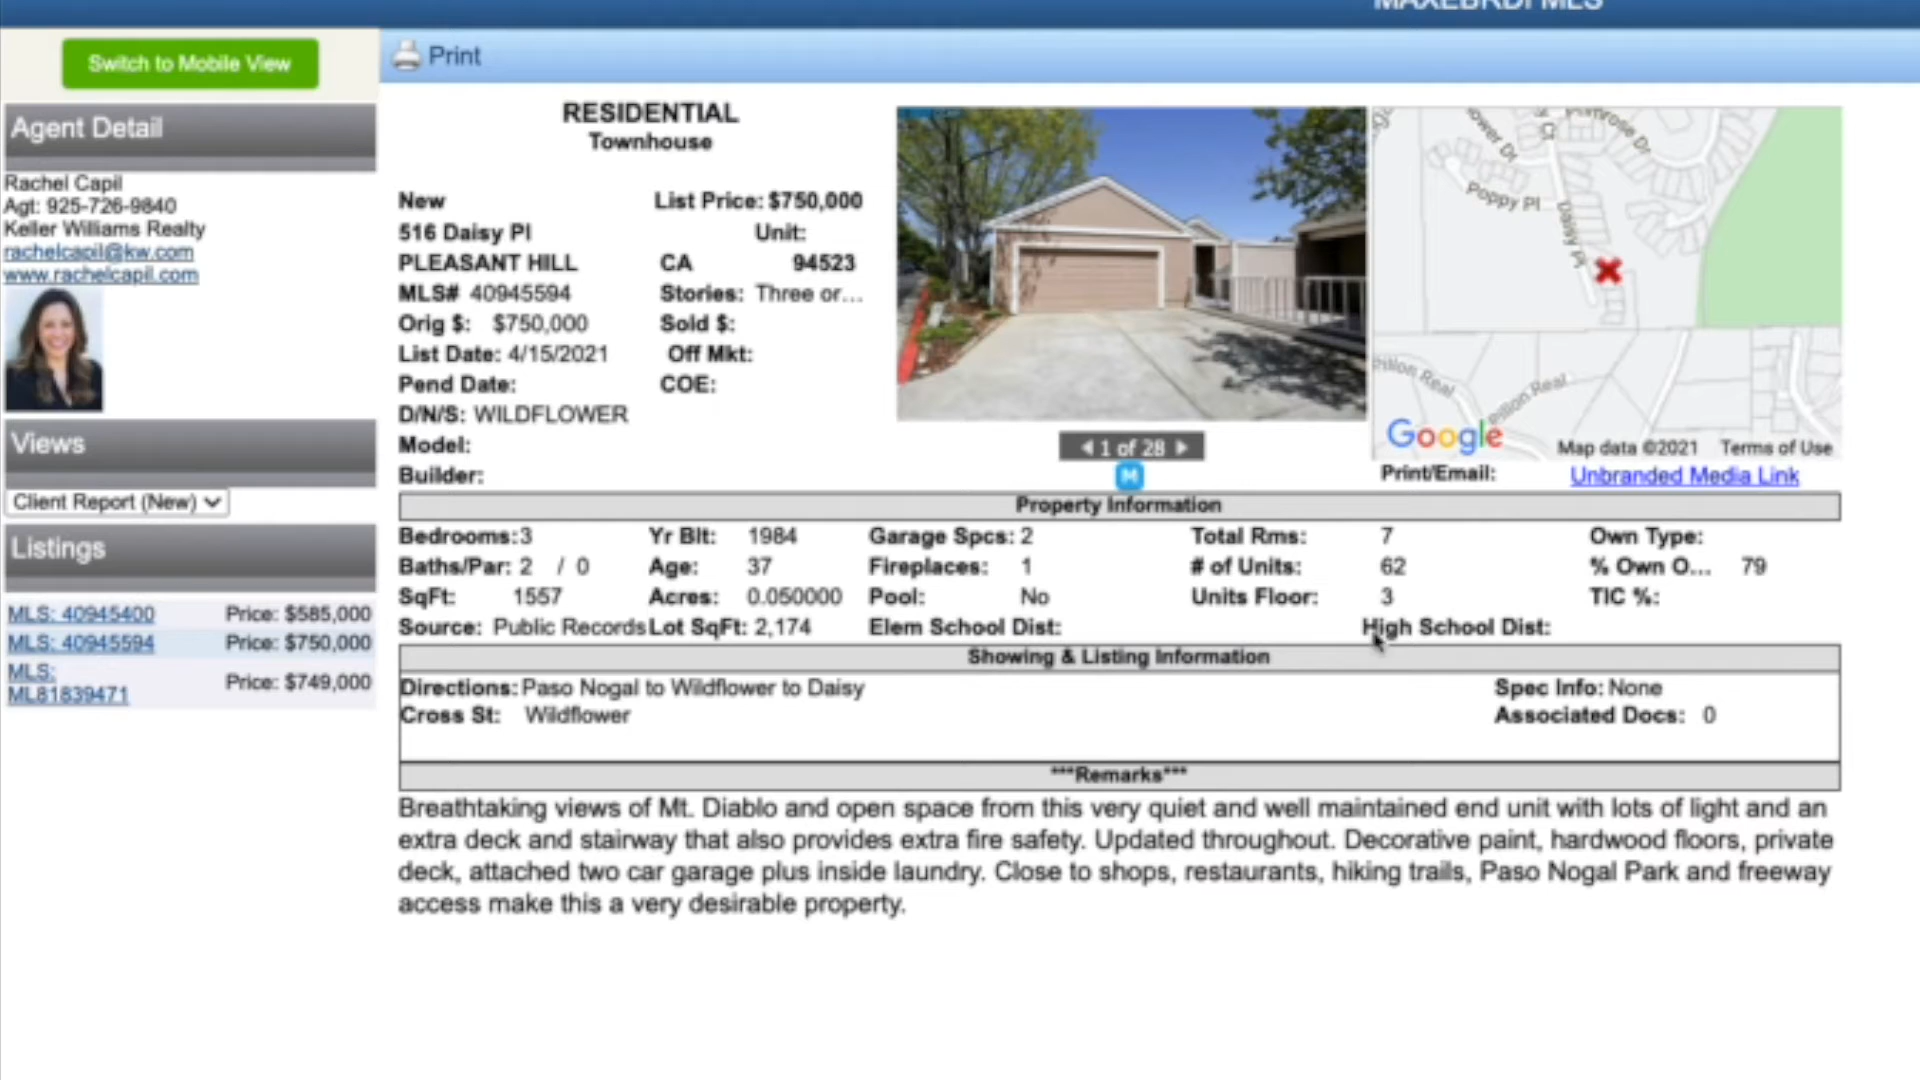 MAXEBRDI MLS
Switch to Mobile View
Print
Agent Detail
Rachel Capil
Agt: 925-726-9840
Keller Williams Realty
rachelcapil@kw.com
www.rachelcapil.com
Views
Client Report (New)
Listings
MLS: 40945400 Price: $585,000
MLS: 40945594 Price: $750,000
MLS:
ML81839471 Price: $749,000
RESIDENTIAL
Townhouse
New List Price: $750,000
516 Daisy Pl Unit:
PLEASANT HILL CA 94523
MLS# 40945594 Stories: Three or...
Orig $: $750,000 Sold $:
List Date: 4/15/2021 Off Mkt:
Pend Date: COE:
D/N/S: WILDFLOWER
Model:
Builder:
1 of 28
M
Primrose Dr
Poppy Pl
Daisy Pl
Google
Map data ©2021 Terms of Use
Print/Email: Unbranded Media Link
Property Information
Bedrooms:3 Yr Blt: 1984 Garage Spcs: 2 Total Rms: 7 Own Type:
Baths/Par: 2 / 0 Age: 37 Fireplaces: 1 # of Units: 62 % Own O... 79
SqFt: 1557 Acres: 0.050000 Pool: No Units Floor: 3 TIC %:
Source: Public Records Lot SqFt: 2,174 Elem School Dist: High School Dist:
Showing & Listing Information
Directions: Paso Nogal to Wildflower to Daisy Spec Info: None
Cross St: Wildflower Associated Docs: 0
***Remarks***
Breathtaking views of Mt. Diablo and open space from this very quiet and well maintained end unit with lots of light and an
extra deck and stairway that also provides extra fire safety. Updated throughout. Decorative paint, hardwood floors, private
deck, attached two car garage plus inside laundry. Close to shops, restaurants, hiking trails, Paso Nogal Park and freeway
access make this a very desirable property.